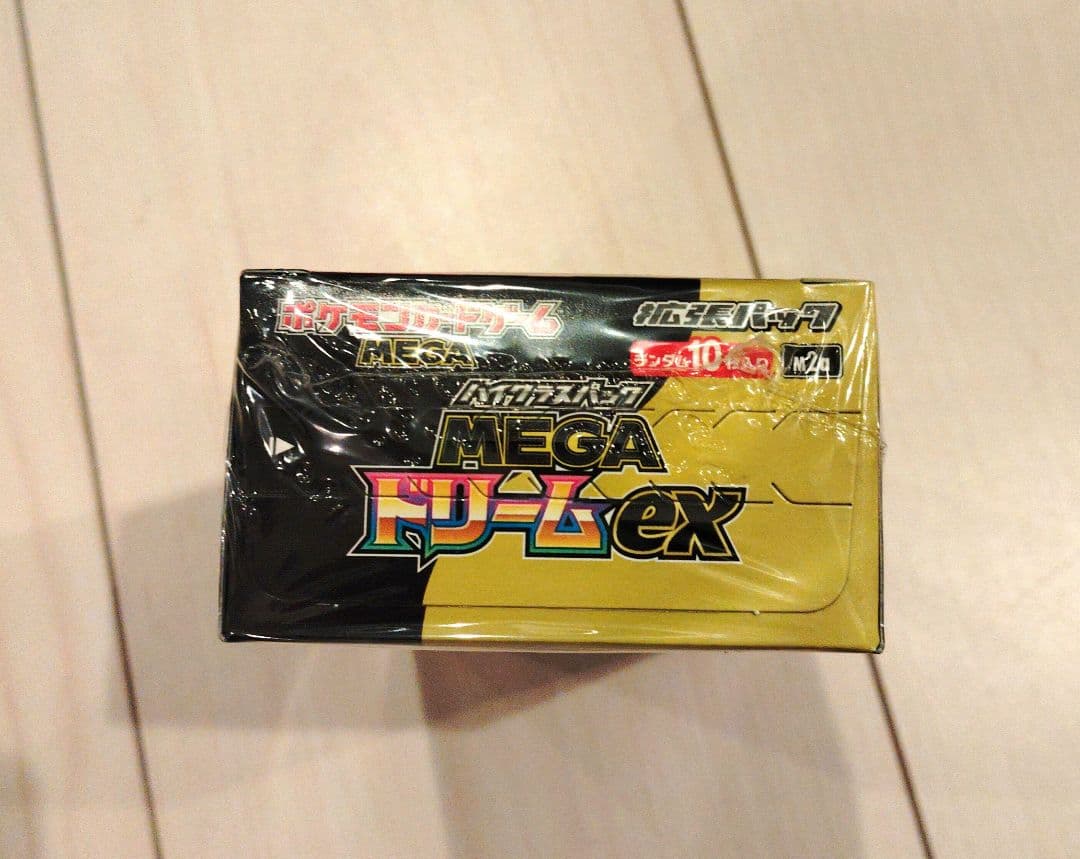 ポケモンカードゲーム
MEGA
拡張パック
ランダム10枚入り
M2a
ハイクラスパック
MEGA
ドリームex